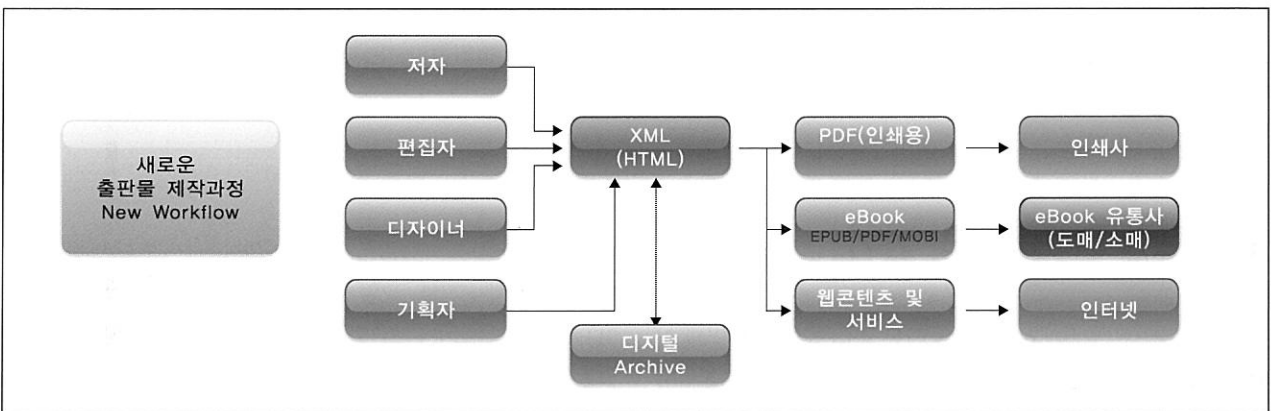 새로운
출판물 제작과정
New Workflow
저자
편집자
디자이너
기획자
XML
(HTML)
디지털
Archive
PDF(인쇄용)
인쇄사
eBook
EPUB/PDF/MOBI
eBook 유통사
(도매/소매)
웹콘텐츠 및
서비스
인터넷